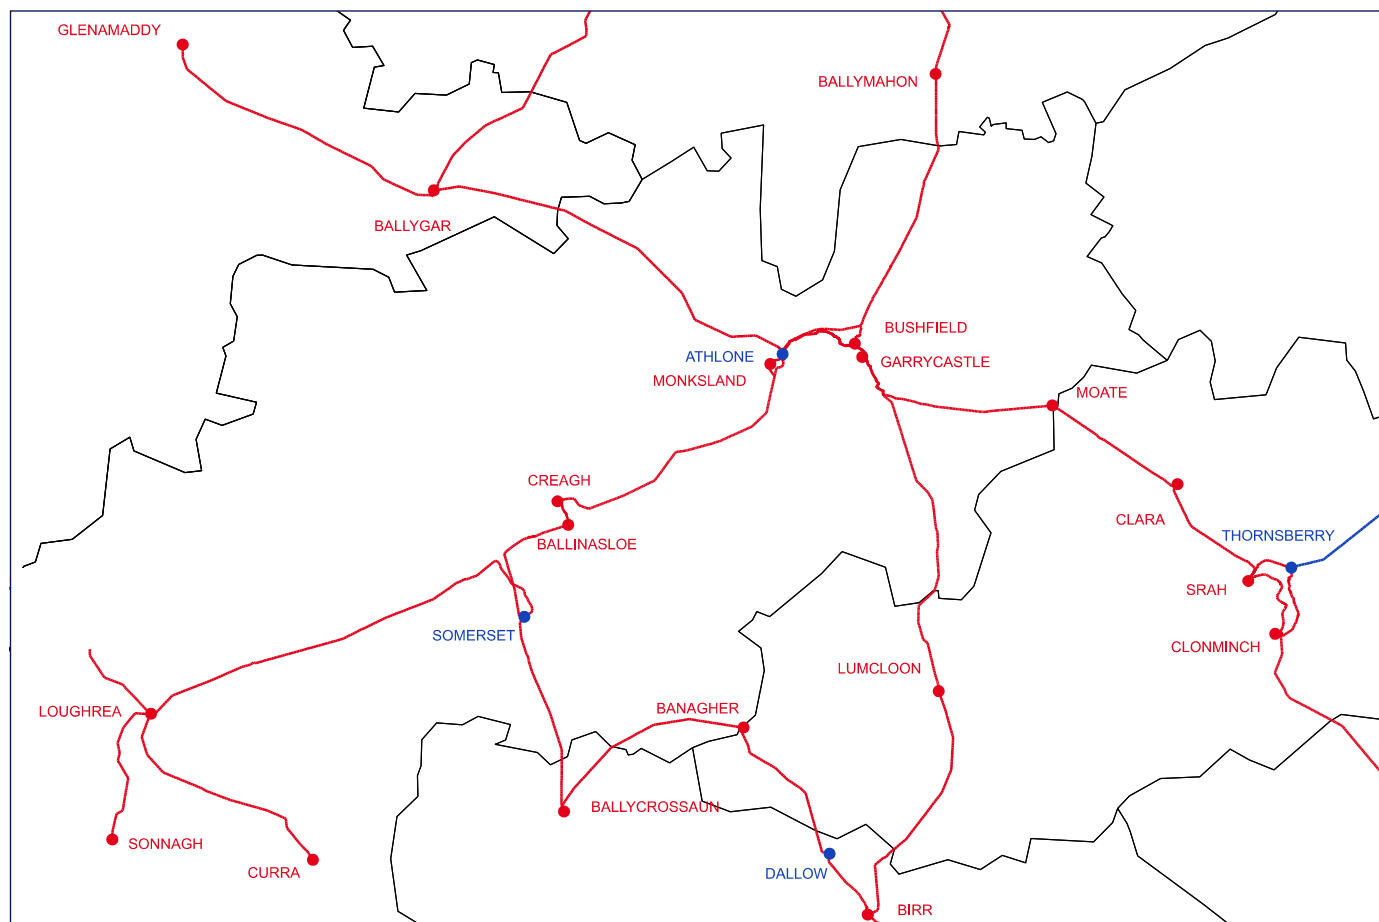 GLENAMADDY
BALLYMAHON
BALLYGAR
BUSHFIELD
ATHLONE
GARRYCASTLE
MONKSLAND
MOATE
CREAGH
CLARA
THORNSBERRY
BALLINASLOE
SRAH
SOMERSET
CLONMINCH
LUMCLOON
LOUGHREA
BANAGHER
BALLYCROSSAUN
SONNAGH
CURRA
DALLOW
BIRR